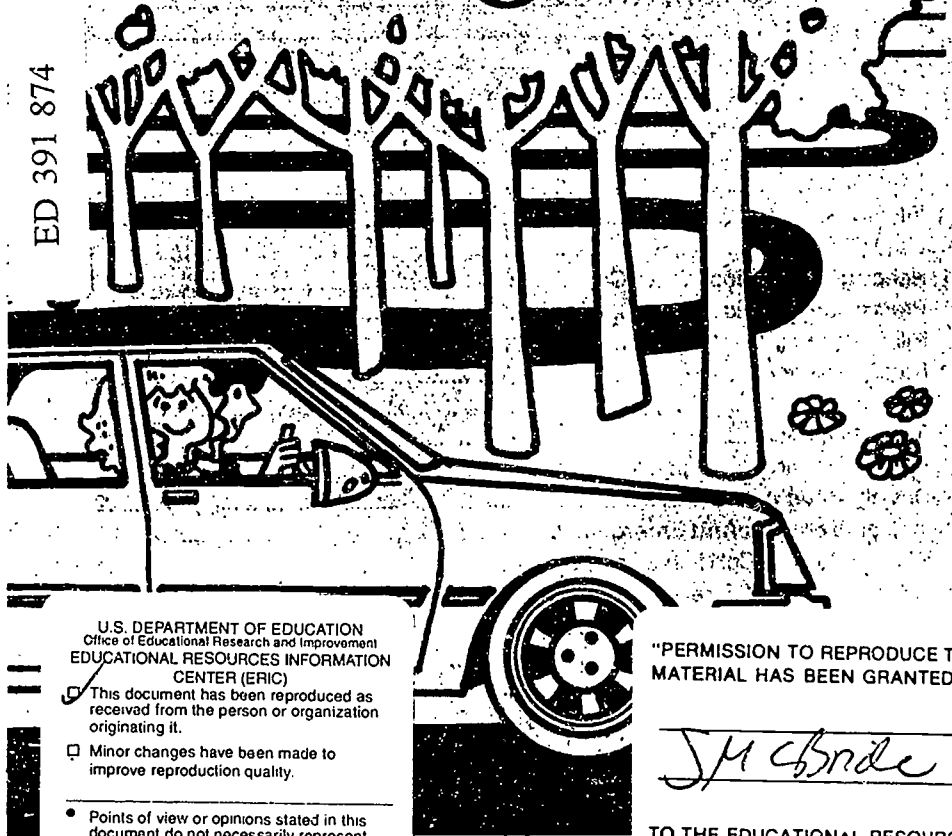 ED 391 874
U.S. DEPARTMENT OF EDUCATION
Office of Educational Research and Improvement
EDUCATIONAL RESOURCES INFORMATION
CENTER (ERIC)
This document has been reproduced as
received from the person or organization
originating it.
Minor changes have been made to
improve reproduction quality.
• Points of view or opinions stated in this
document do not necessarily represent
"PERMISSION TO REPRODUCE T
MATERIAL HAS BEEN GRANTED
J McBride
TO THE EDUCATIONAL RESOUR